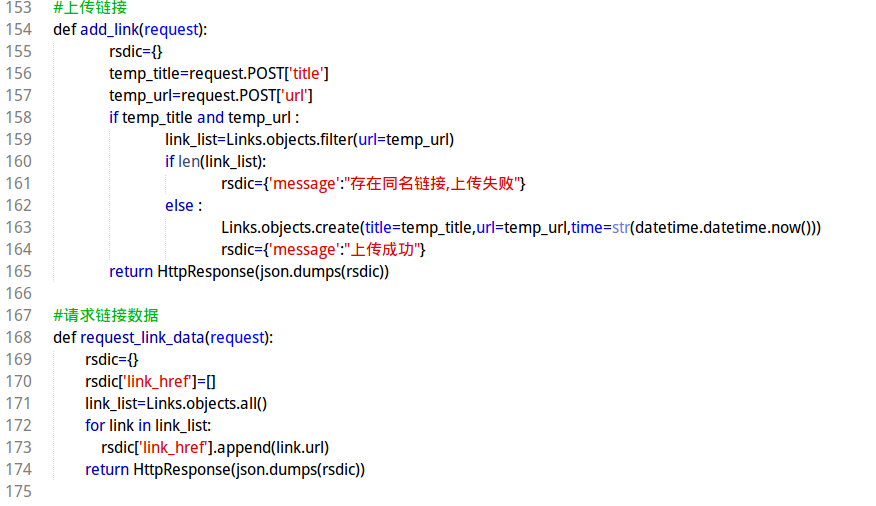 153 #上传链接
154 def add_link(request):
155 rsdic={}
156 temp_title=request.POST['title']
157 temp_url=request.POST['url']
158 if temp_title and temp_url :
159 link_list=Links.objects.filter(url=temp_url)
160 if len(link_list):
161 rsdic={'message':"存在同名链接,上传失败"}
162 else :
163 Links.objects.create(title=temp_title,url=temp_url,time=str(datetime.datetime.now()))
164 rsdic={'message':"上传成功"}
165 return HttpResponse(json.dumps(rsdic))
166
167 #请求链接数据
168 def request_link_data(request):
169 rsdic={}
170 rsdic['link_href']=[]
171 link_list=Links.objects.all()
172 for link in link_list:
173 rsdic['link_href'].append(link.url)
174 return HttpResponse(json.dumps(rsdic))
175